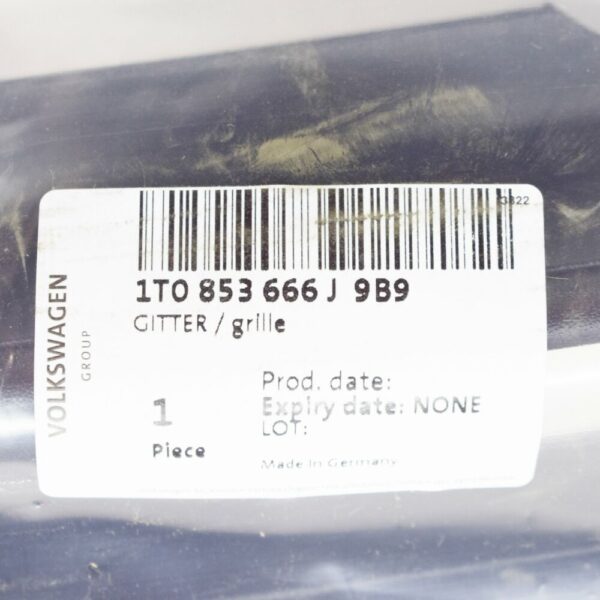 3822
1T0 853 666 J 9B9
GITTER / grille
VOLKSWAGEN
GROUP
1
Piece
Prod. date:
Expiry date: NONE
LOT:
Made In Germany